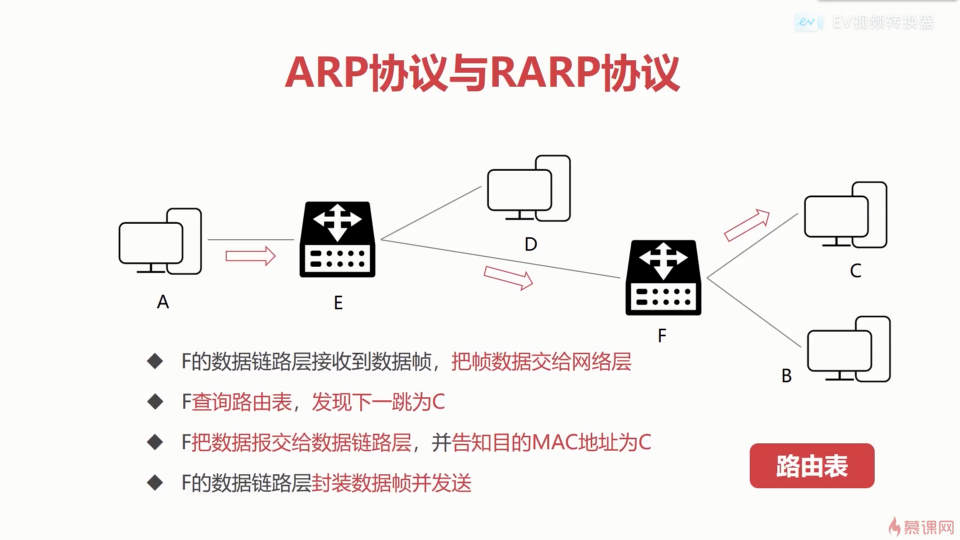 EV视频转换器
ARP协议与RARP协议
A
E
D
F
C
B
◆ F的数据链路层接收到数据帧，把帧数据交给网络层
◆ F查询路由表，发现下一跳为C
◆ F把数据报交给数据链路层，并告知目的MAC地址为C
◆ F的数据链路层封装数据帧并发送
路由表
慕课网